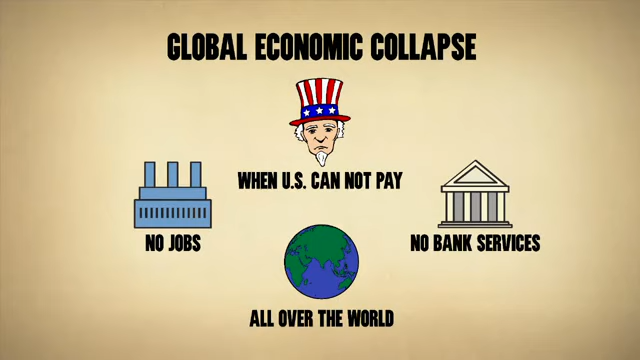 GLOBAL ECONOMIC COLLAPSE
WHEN U.S. CAN NOT PAY
NO JOBS
NO BANK SERVICES
ALL OVER THE WORLD